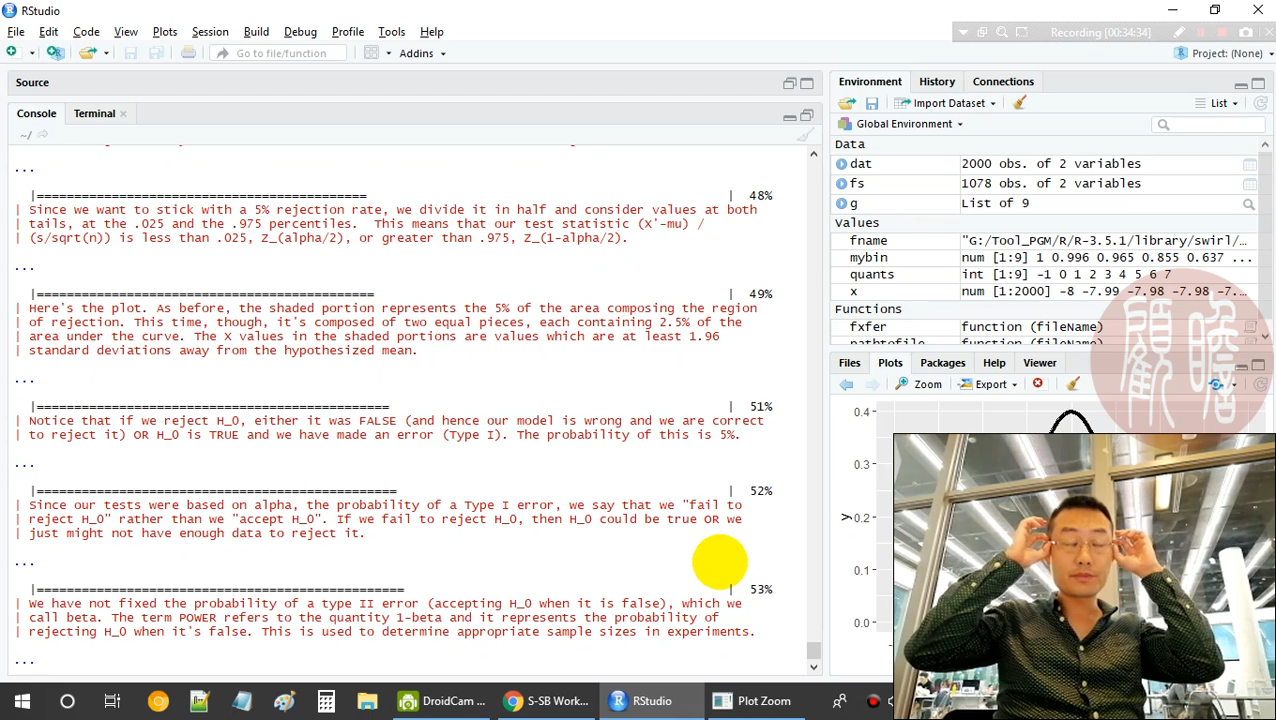 RStudio
File Edit Code View Plots Session Build Debug Profile Tools Help
Recording [00:34:34]
Go to file/function Addins
Project: (None)
Source
Console Terminal
~/
...
|============================================ | 48%
| Since we want to stick with a 5% rejection rate, we divide it in half and consider values at both
| tails, at the .025 and the .975 percentiles. This means that our test statistic (X'-mu) /
| (s/sqrt(n)) is less than .025, Z_(alpha/2), or greater than .975, Z_(1-alpha/2).
...
|============================================= | 49%
| Here's the plot. As before, the shaded portion represents the 5% of the area composing the region
| of rejection. This time, though, it's composed of two equal pieces, each containing 2.5% of the
| area under the curve. The X values in the shaded portions are values which are at least 1.96
| standard deviations away from the hypothesized mean.
...
|=============================================== | 51%
| Notice that if we reject H_0, either it was FALSE (and hence our model is wrong and we are correct
| to reject it) OR H_0 is TRUE and we have made an error (Type I). The probability of this is 5%.
...
|================================================ | 52%
| Since our tests were based on alpha, the probability of a Type I error, we say that we "fail to
| reject H_0" rather than we "accept H_0". If we fail to reject H_0, then H_0 could be true OR we
| just might not have enough data to reject it.
...
|================================================= | 53%
| We have not fixed the probability of a type II error (accepting H_0 when it is false), which we
| call beta. The term POWER refers to the quantity 1-beta and it represents the probability of
| rejecting H_0 when it's false. This is used to determine appropriate sample sizes in experiments.
...
Environment History Connections
Import Dataset List
Global Environment
Data
dat 2000 obs. of 2 variables
fs 1078 obs. of 2 variables
g List of 9
Values
fname "G:/Tool_PGM/R/R-3.5.1/library/swirl/…
mybin num [1:9] 1 0.996 0.965 0.855 0.637 ...
quants int [1:9] -1 0 1 2 3 4 5 6 7
x num [1:2000] -8 -7.99 -7.98 -7.98 -7.…
Functions
fxfer function (fileName)
pathtofile function (fileName)
Files Plots Packages Help Viewer
Zoom Export
0.4
0.3
0.2
0.1
0.0
y
DroidCam ...
S-SB Work...
RStudio
Plot Zoom